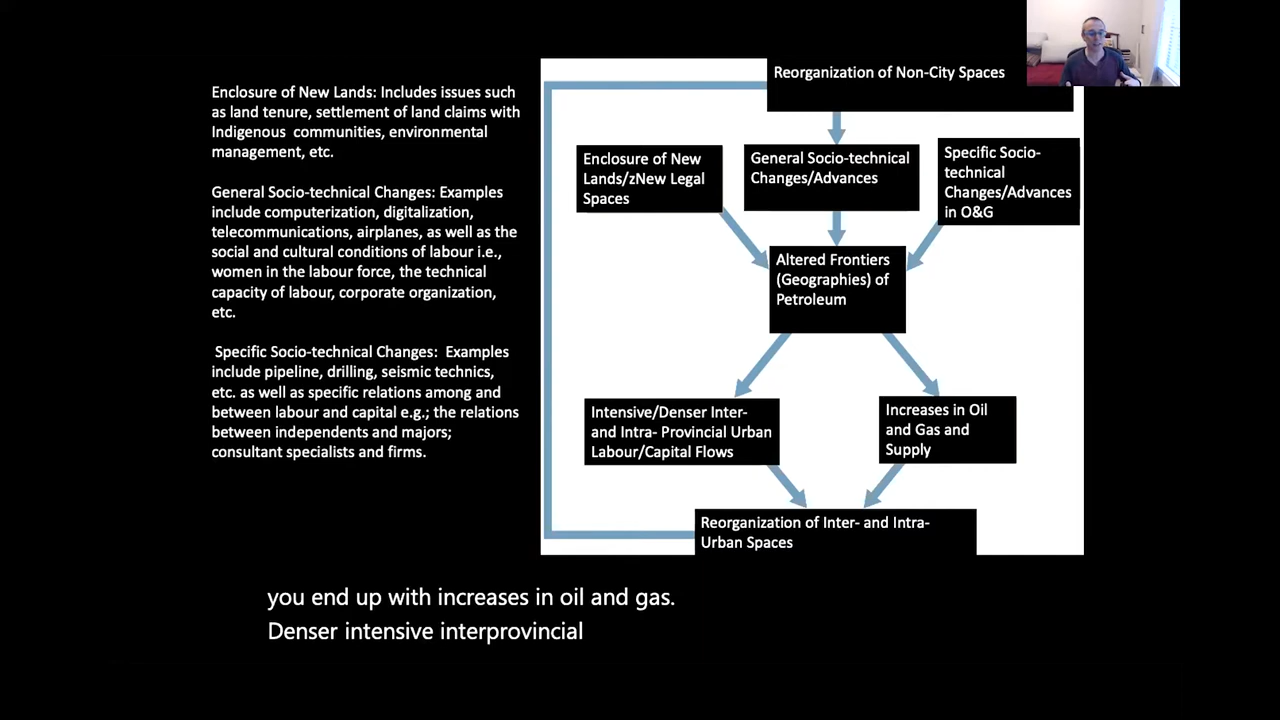 Enclosure of New Lands: Includes issues such
as land tenure, settlement of land claims with
Indigenous communities, environmental
management, etc.
General Socio-technical Changes: Examples
include computerization, digitalization,
telecommunications, airplanes, as well as the
social and cultural conditions of labour i.e.,
women in the labour force, the technical
capacity of labour, corporate organization,
etc.
Specific Socio-technical Changes: Examples
include pipeline, drilling, seismic technics,
etc. as well as specific relations among and
between labour and capital e.g.; the relations
between independents and majors;
consultant specialists and firms.
Reorganization of Non-City Spaces
Enclosure of New
Lands/zNew Legal
Spaces
General Socio-technical
Changes/Advances
Specific Socio-
technical
Changes/Advances
in O&G
Altered Frontiers
(Geographies) of
Petroleum
Intensive/Denser Inter-
and Intra- Provincial Urban
Labour/Capital Flows
Increases in Oil
and Gas and
Supply
Reorganization of Inter- and Intra-
Urban Spaces
you end up with increases in oil and gas.
Denser intensive interprovincial